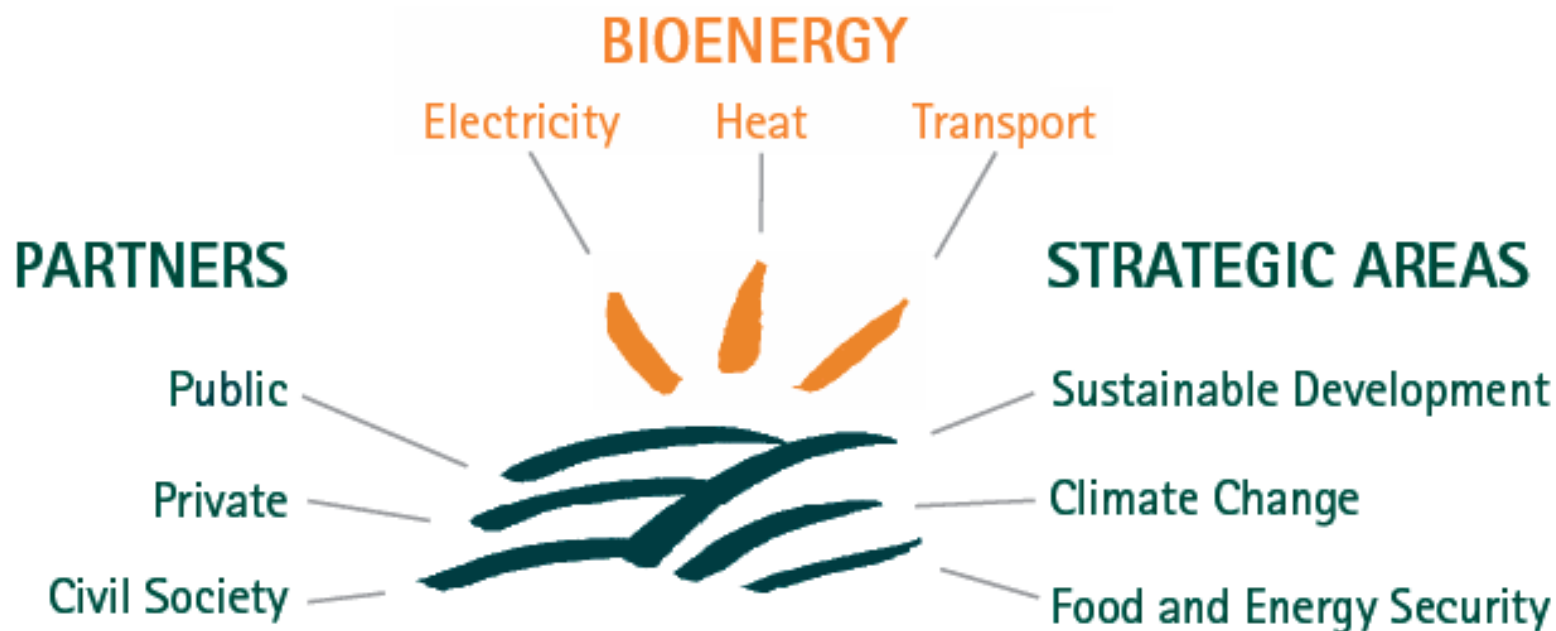 BIOENERGY
Electricity Heat Transport
PARTNERS
Public
Private
Civil Society
STRATEGIC AREAS
Sustainable Development
Climate Change
Food and Energy Security